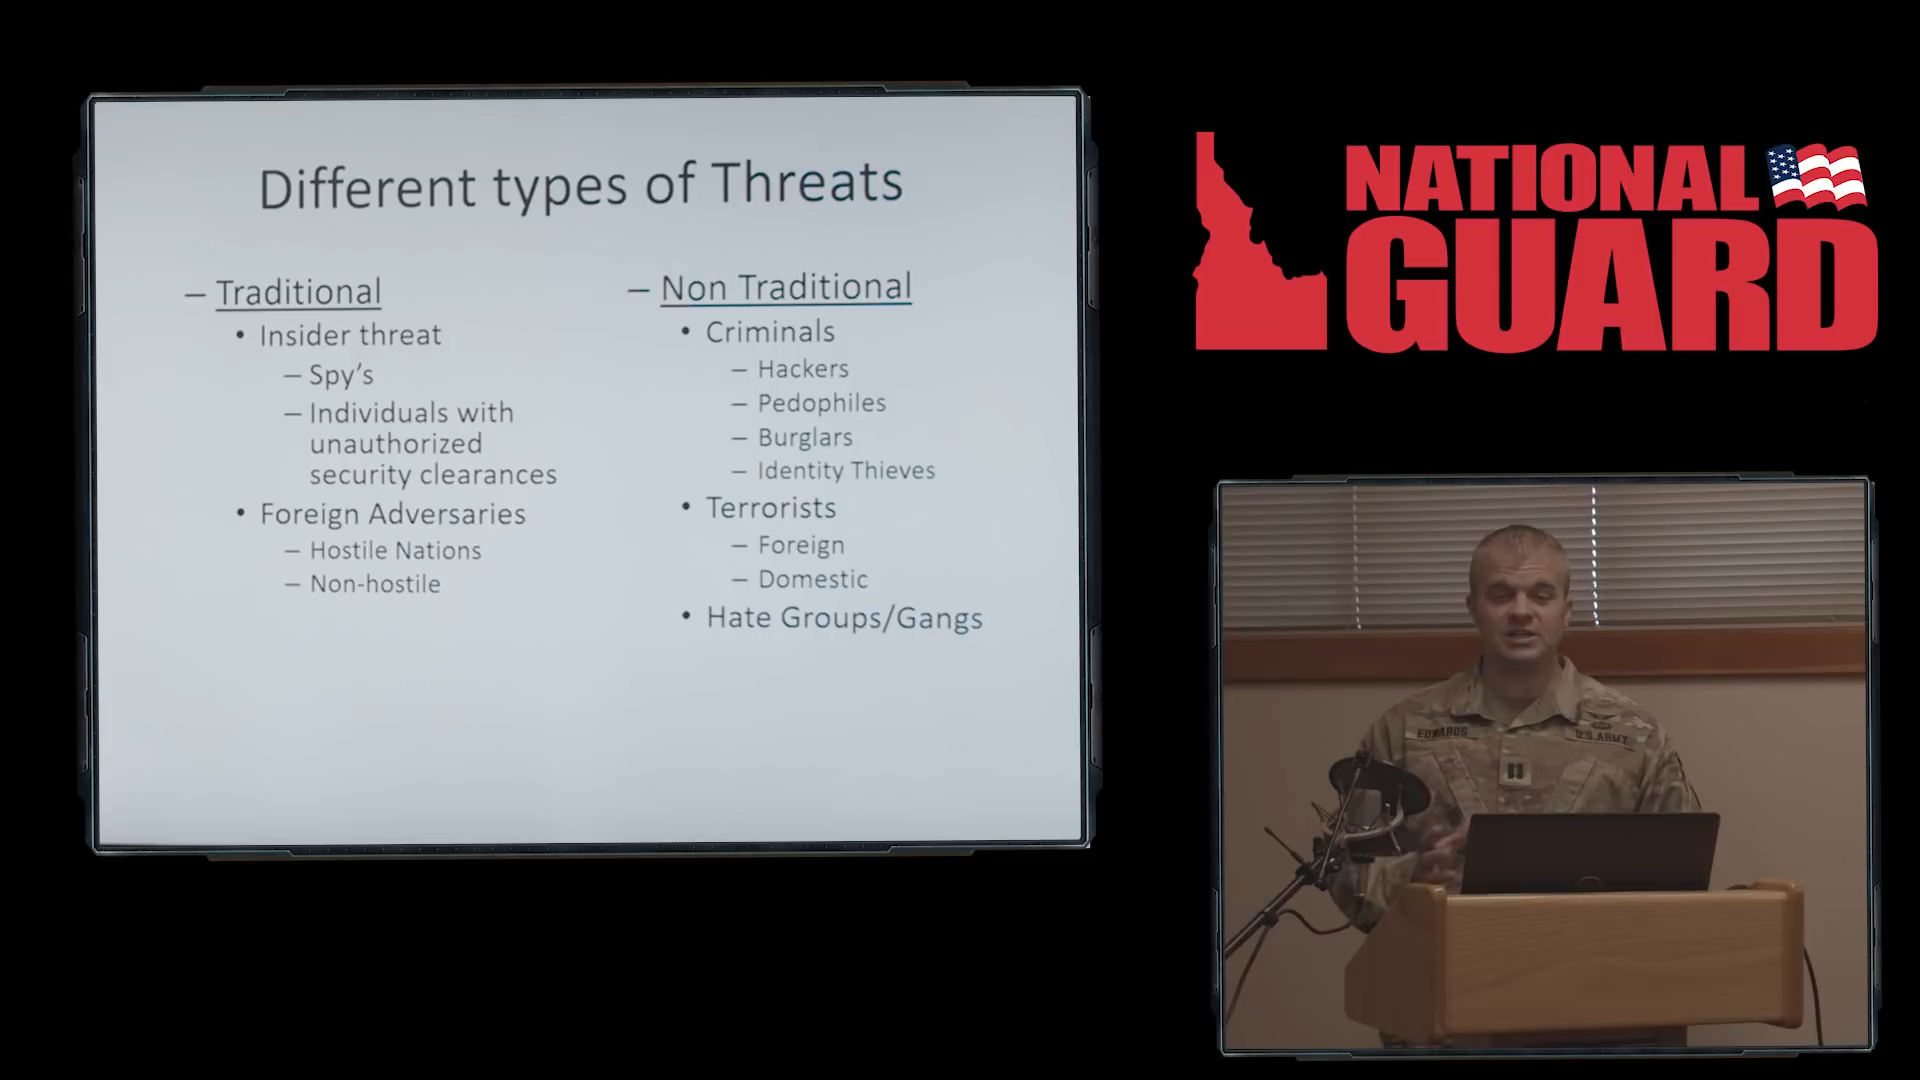 Different types of Threats
– Traditional
• Insider threat
– Spy's
– Individuals with
unauthorized
security clearances
• Foreign Adversaries
– Hostile Nations
– Non-hostile
– Non Traditional
• Criminals
– Hackers
– Pedophiles
– Burglars
– Identity Thieves
• Terrorists
– Foreign
– Domestic
• Hate Groups/Gangs
NATIONAL
GUARD
EDWARDS
U.S. ARMY